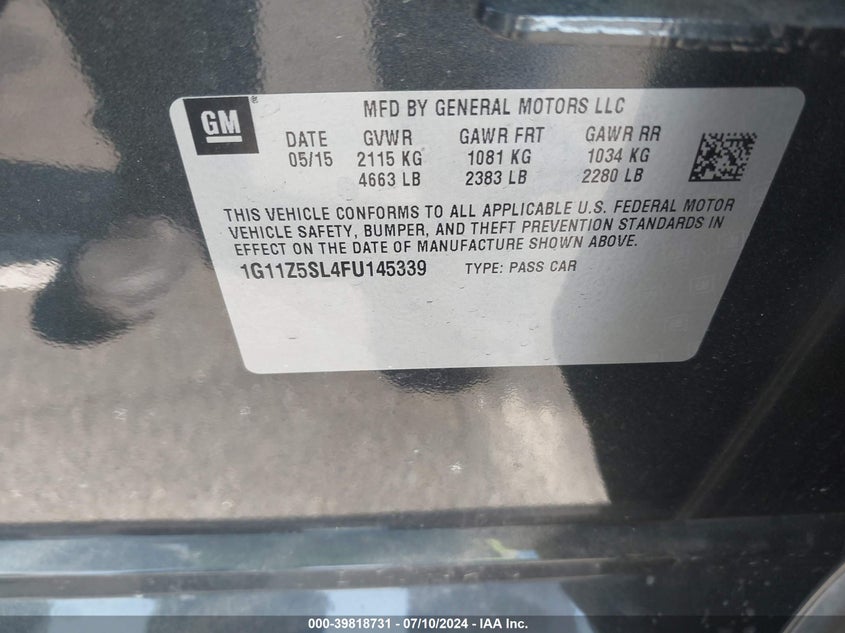 GM ®
MFD BY GENERAL MOTORS LLC
DATE GVWR GAWR FRT GAWR RR
05/15 2115 KG 1081 KG 1034 KG
4663 LB 2383 LB 2280 LB
THIS VEHICLE CONFORMS TO ALL APPLICABLE U.S. FEDERAL MOTOR
VEHICLE SAFETY, BUMPER, AND THEFT PREVENTION STANDARDS IN
EFFECT ON THE DATE OF MANUFACTURE SHOWN ABOVE.
1G11Z5SL4FU145339 TYPE: PASS CAR
000-39818731 - 07/10/2024 - IAA Inc.